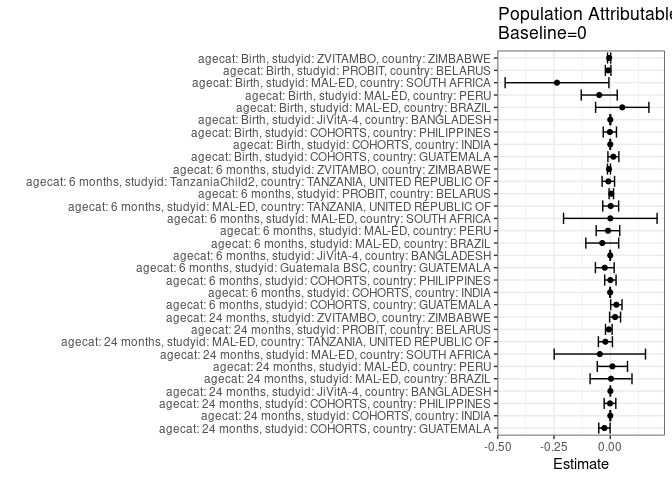 Population Attributable
Baseline=0
agecat: Birth, studyid: ZVITAMBO, country: ZIMBABWE
agecat: Birth, studyid: PROBIT, country: BELARUS
agecat: Birth, studyid: MAL-ED, country: SOUTH AFRICA
agecat: Birth, studyid: MAL-ED, country: PERU
agecat: Birth, studyid: MAL-ED, country: BRAZIL
agecat: Birth, studyid: JiVitA-4, country: BANGLADESH
agecat: Birth, studyid: COHORTS, country: PHILIPPINES
agecat: Birth, studyid: COHORTS, country: INDIA
agecat: Birth, studyid: COHORTS, country: GUATEMALA
agecat: 6 months, studyid: ZVITAMBO, country: ZIMBABWE
agecat: 6 months, studyid: TanzaniaChild2, country: TANZANIA, UNITED REPUBLIC OF
agecat: 6 months, studyid: PROBIT, country: BELARUS
agecat: 6 months, studyid: MAL-ED, country: TANZANIA, UNITED REPUBLIC OF
agecat: 6 months, studyid: MAL-ED, country: SOUTH AFRICA
agecat: 6 months, studyid: MAL-ED, country: PERU
agecat: 6 months, studyid: MAL-ED, country: BRAZIL
agecat: 6 months, studyid: JiVitA-4, country: BANGLADESH
agecat: 6 months, studyid: Guatemala BSC, country: GUATEMALA
agecat: 6 months, studyid: COHORTS, country: PHILIPPINES
agecat: 6 months, studyid: COHORTS, country: INDIA
agecat: 6 months, studyid: COHORTS, country: GUATEMALA
agecat: 24 months, studyid: ZVITAMBO, country: ZIMBABWE
agecat: 24 months, studyid: PROBIT, country: BELARUS
agecat: 24 months, studyid: MAL-ED, country: TANZANIA, UNITED REPUBLIC OF
agecat: 24 months, studyid: MAL-ED, country: SOUTH AFRICA
agecat: 24 months, studyid: MAL-ED, country: PERU
agecat: 24 months, studyid: MAL-ED, country: BRAZIL
agecat: 24 months, studyid: JiVitA-4, country: BANGLADESH
agecat: 24 months, studyid: COHORTS, country: PHILIPPINES
agecat: 24 months, studyid: COHORTS, country: INDIA
agecat: 24 months, studyid: COHORTS, country: GUATEMALA
-0.50 -0.25 0.00
Estimate